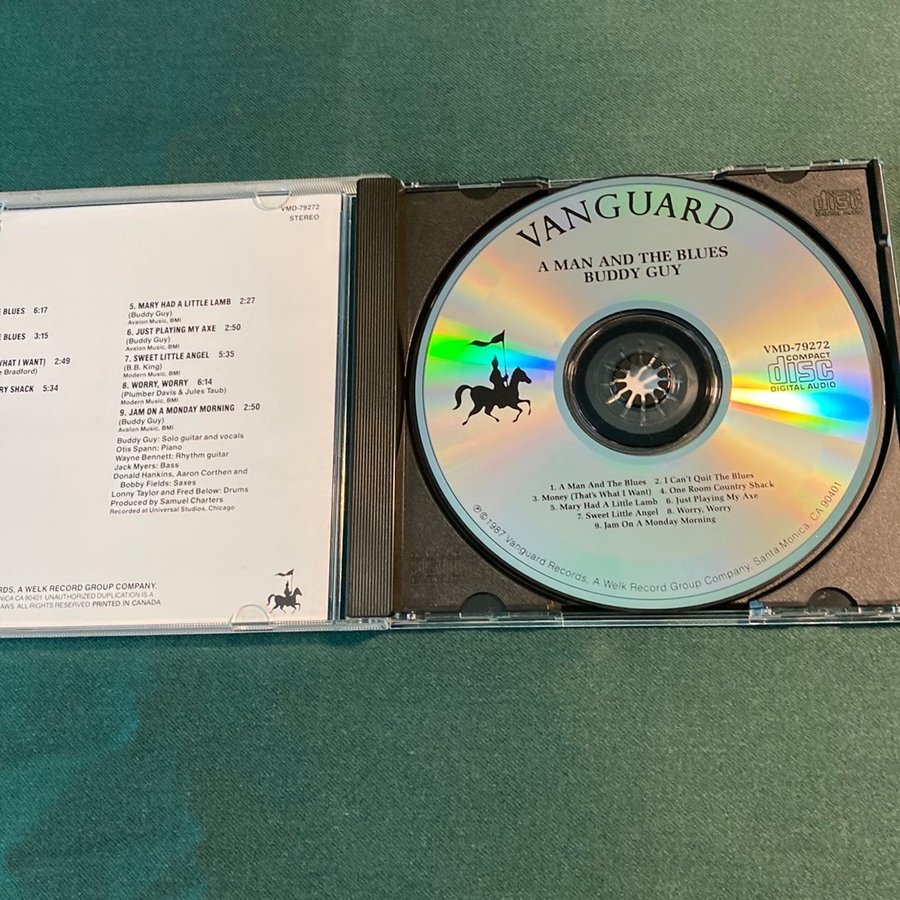 VMD-79272
STEREO
BLUES 6:17
BLUES 3:15
WHAT I WANT) 2:49
Bradford)
RY SHACK 5:34
5. MARY HAD A LITTLE LAMB 2:27
(Buddy Guy)
Avalon Music, BMI
6. JUST PLAYING MY AXE 2:50
(Buddy Guy)
Avalon Music, BMI
7. SWEET LITTLE ANGEL 5:35
(B.B. King)
Modern Music, BMI
8. WORRY, WORRY 6:14
(Plumber Davis & Jules Taub)
Modern Music, BMI
9. JAM ON A MONDAY MORNING 2:50
(Buddy Guy)
Avalon Music, BMI
Buddy Guy: Solo guitar and vocals
Otis Spann: Piano
Wayne Bennett: Rhythm guitar
Jack Myers: Bass
Donald Hankins, Aaron Corthen and
Bobby Fields: Saxes
Lonny Taylor and Fred Below: Drums
Produced by Samuel Charters
Recorded at Universal Studios, Chicago
RDS, A WELK RECORD GROUP COMPANY.
NICA CA 90401 UNAUTHORIZED DUPLICATION IS A
AWS. ALL RIGHTS RESERVED PRINTED IN CANADA
VANGUARD
A MAN AND THE BLUES
BUDDY GUY
VMD-79272
COMPACT
disc
DIGITAL AUDIO
1. A Man And The Blues 2. I Can't Quit The Blues
3. Money (That's What I Want) 4. One Room Country Shack
5. Mary Had A Little Lamb 6. Just Playing My Axe
7. Sweet Little Angel 8. Worry, Worry
9. Jam On A Monday Morning
℗©1987 Vanguard Records, A Welk Record Group Company, Santa Monica, CA 90401
COMPACT
disc
DIGITAL AUDIO